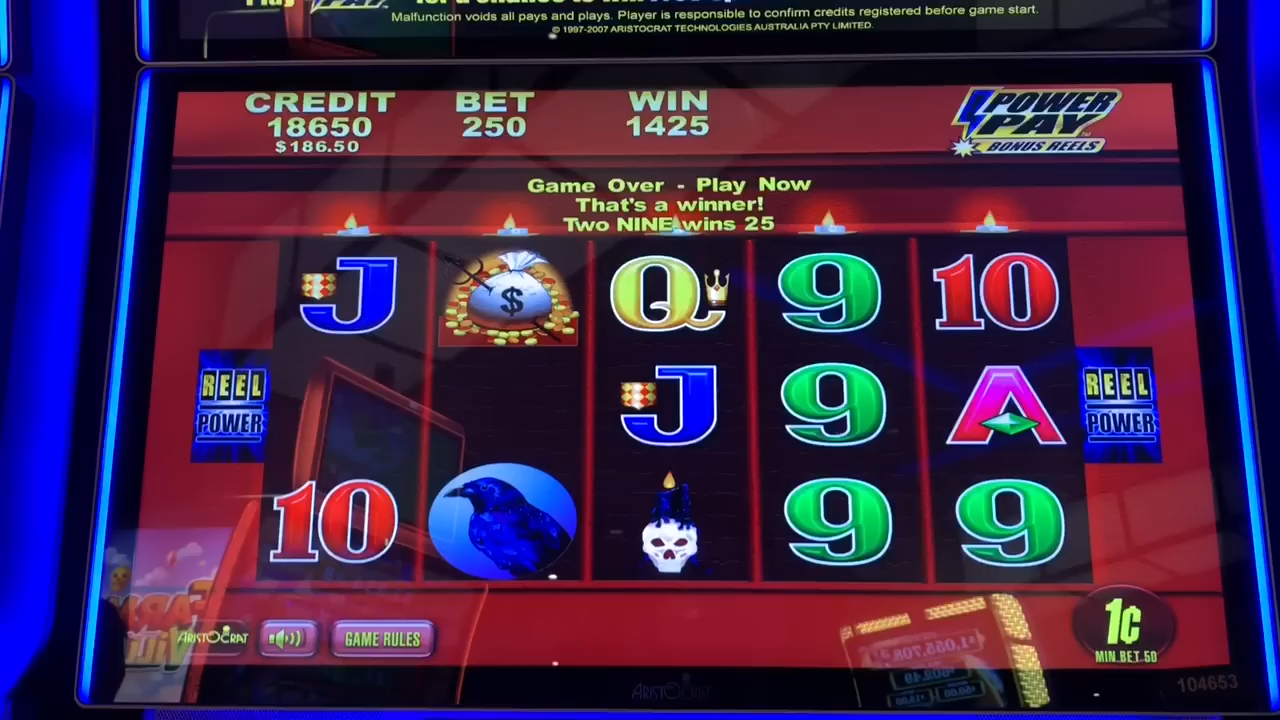 Malfunction voids all pays and plays. Player is responsible to confirm credits registered before game start.
© 1997-2007 ARISTOCRAT TECHNOLOGIES AUSTRALIA PTY LIMITED.
CREDIT BET WIN
18650 250 1425
$186.50
POWER
PAY
BONUS REELS
Game Over - Play Now
That's a winner!
Two NINE wins 25
J $ Q 9 10
REEL
POWER
J 9 A
REEL
POWER
10 9 9
ARISTOCRAT
GAME RULES
1¢
MIN BET 50
ARISTOCRAT
104653